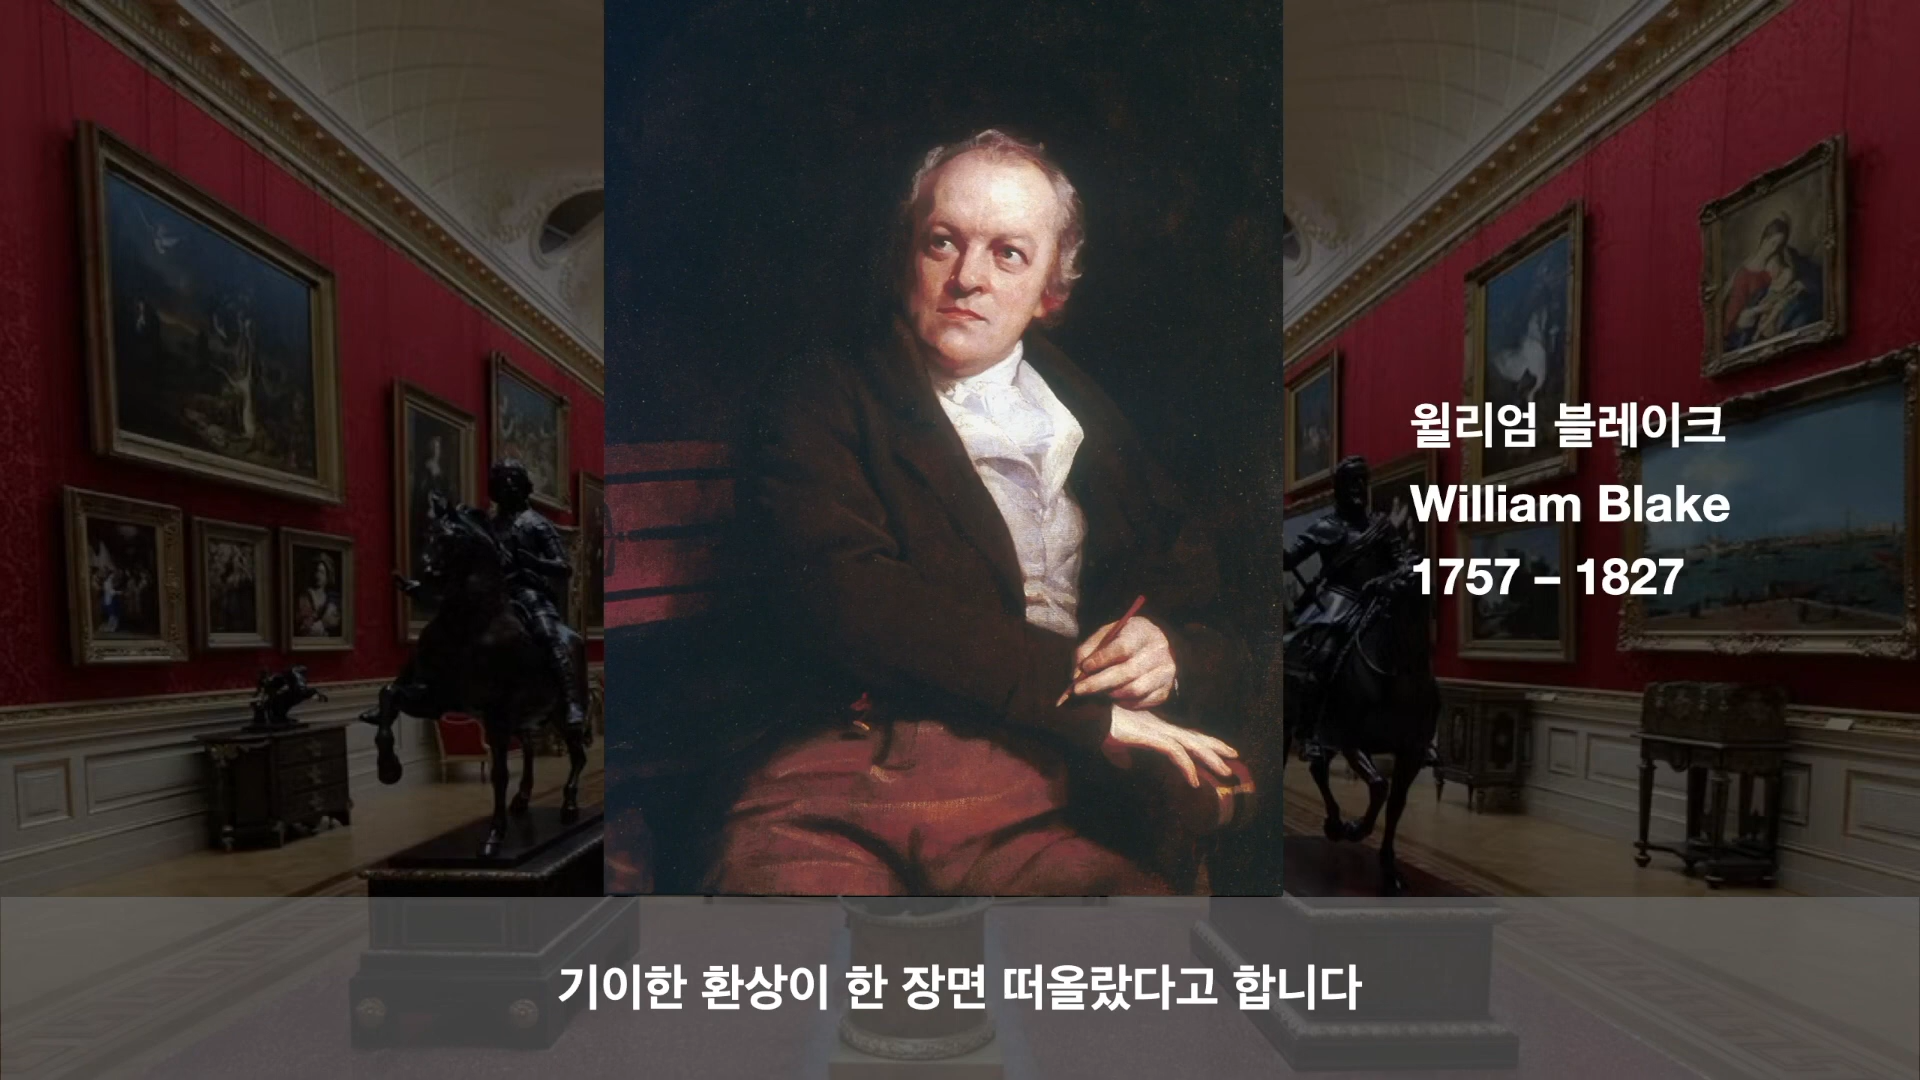 윌리엄 블레이크
William Blake
1757 – 1827
기이한 환상이 한 장면 떠올랐다고 합니다